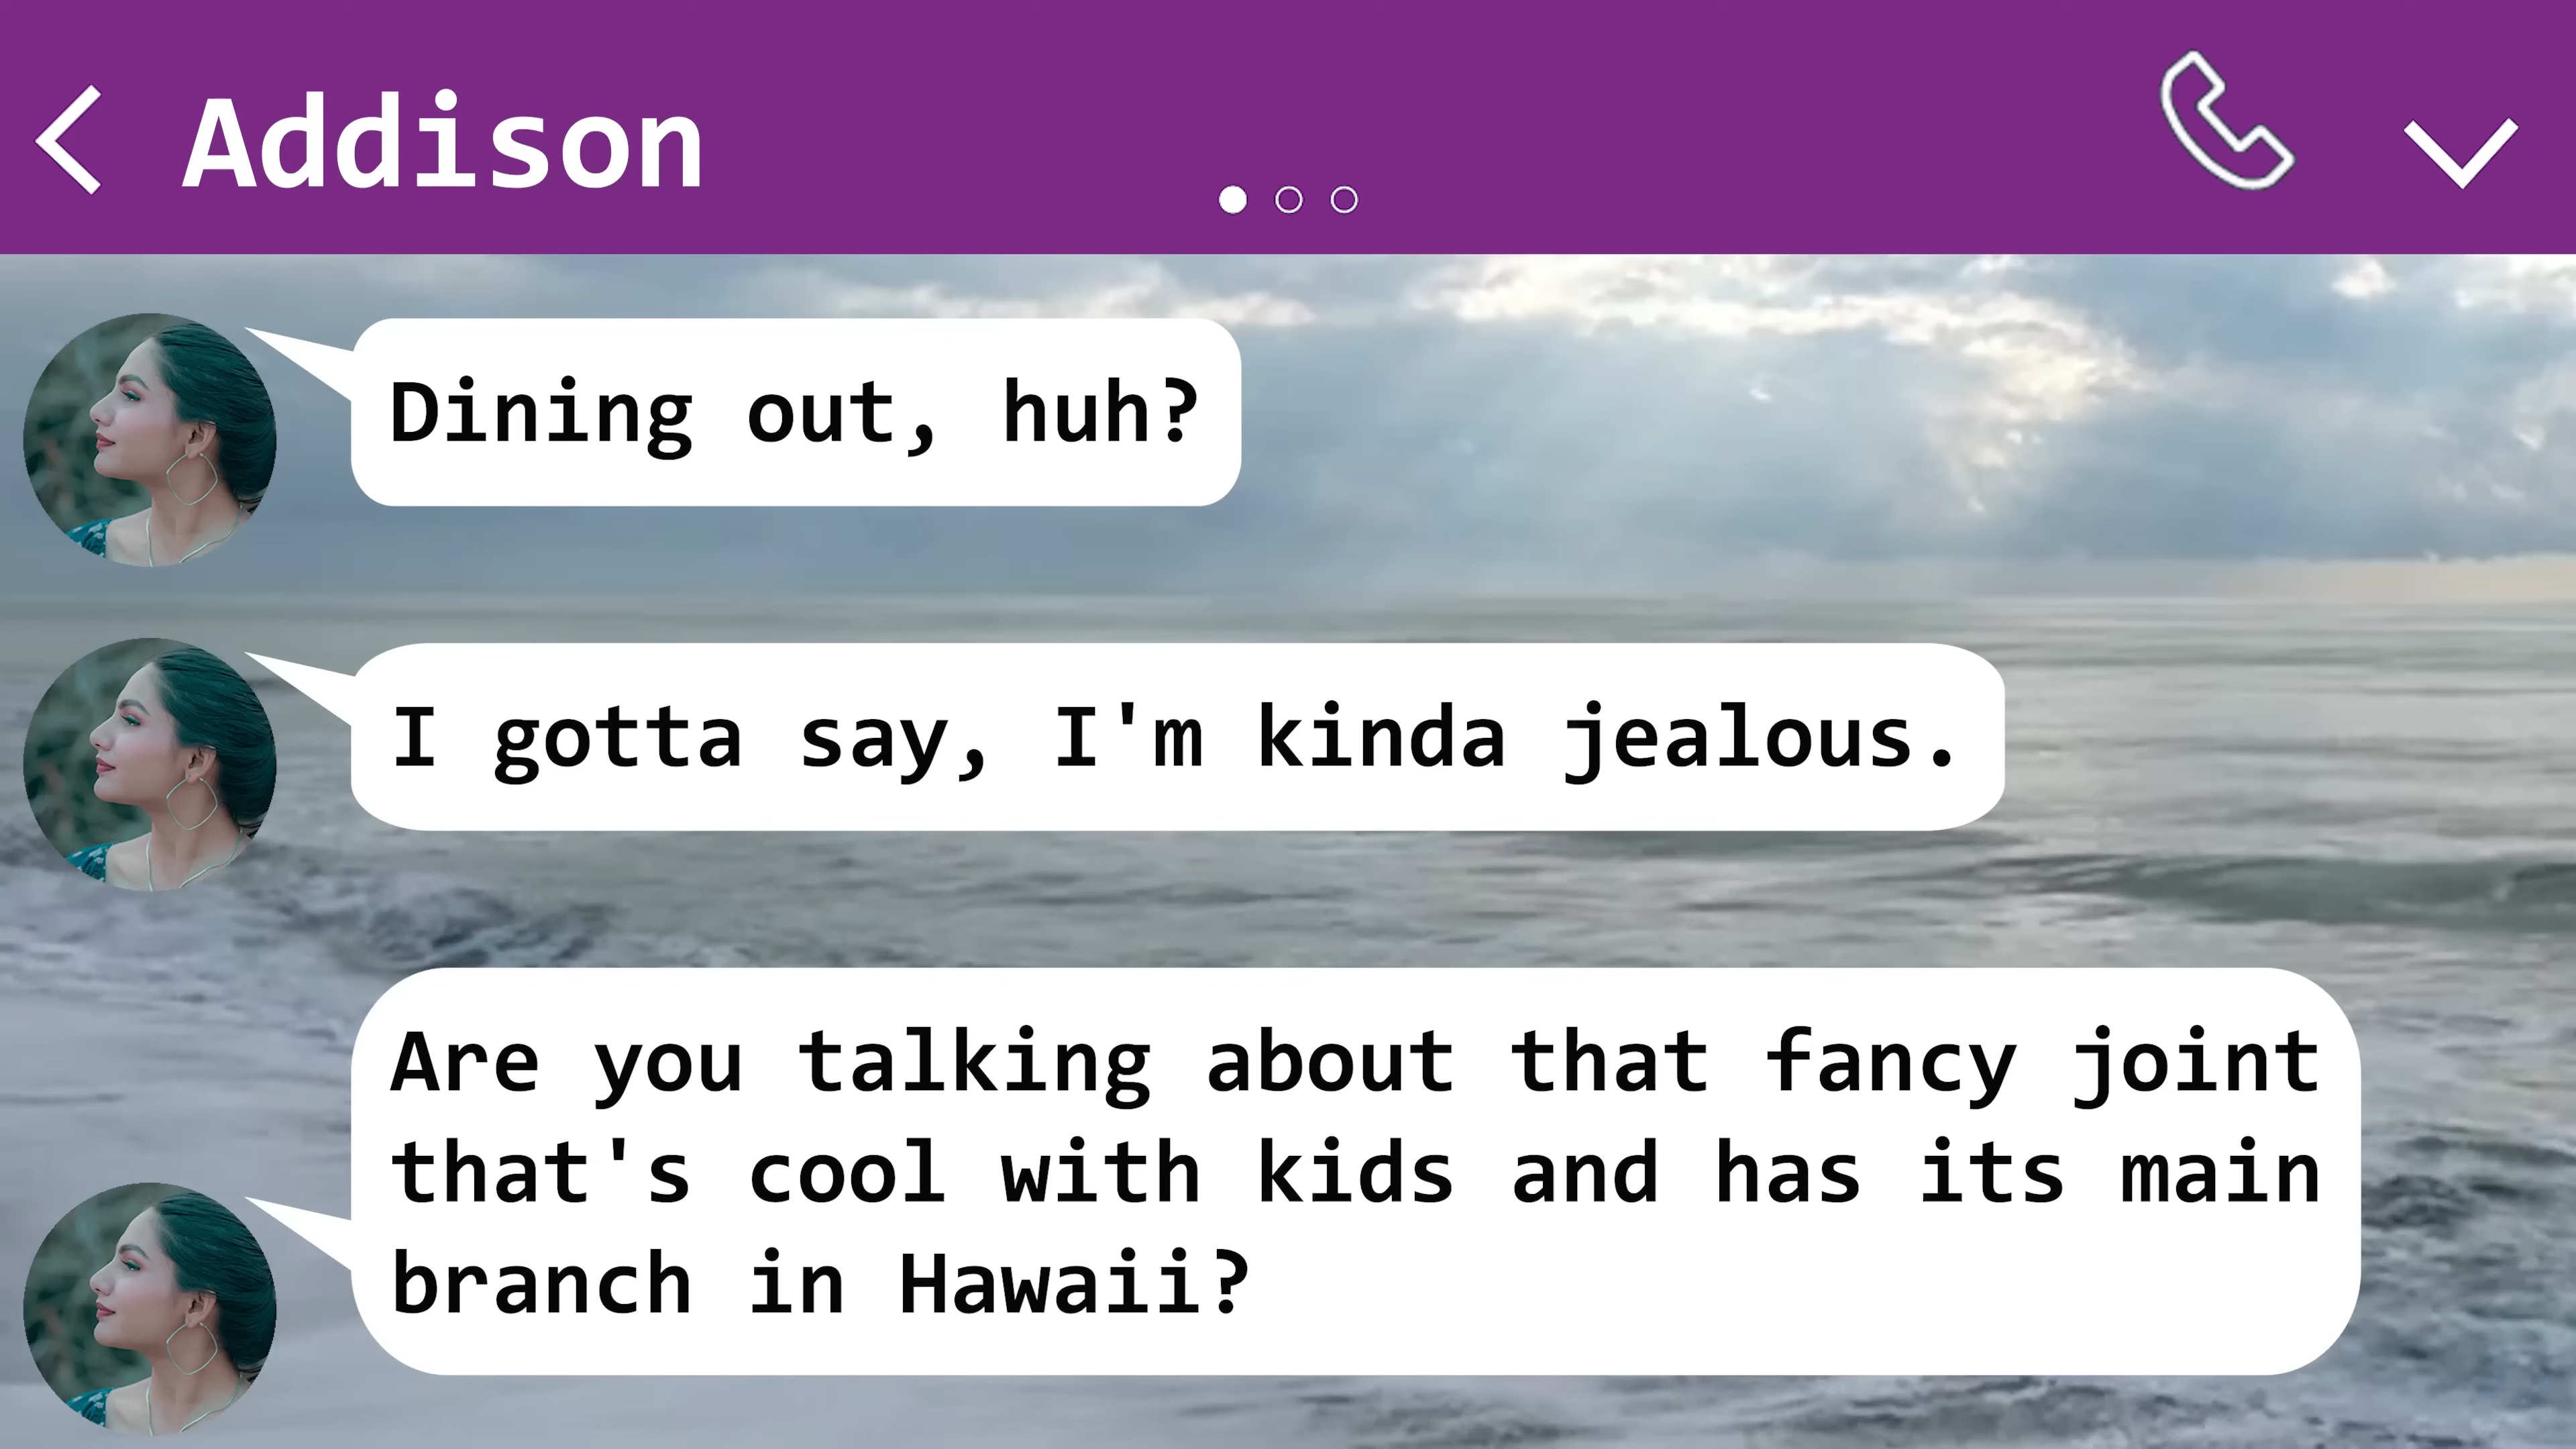 Addison
Dining out, huh?
I gotta say, I'm kinda jealous.
Are you talking about that fancy joint
that's cool with kids and has its main
branch in Hawaii?